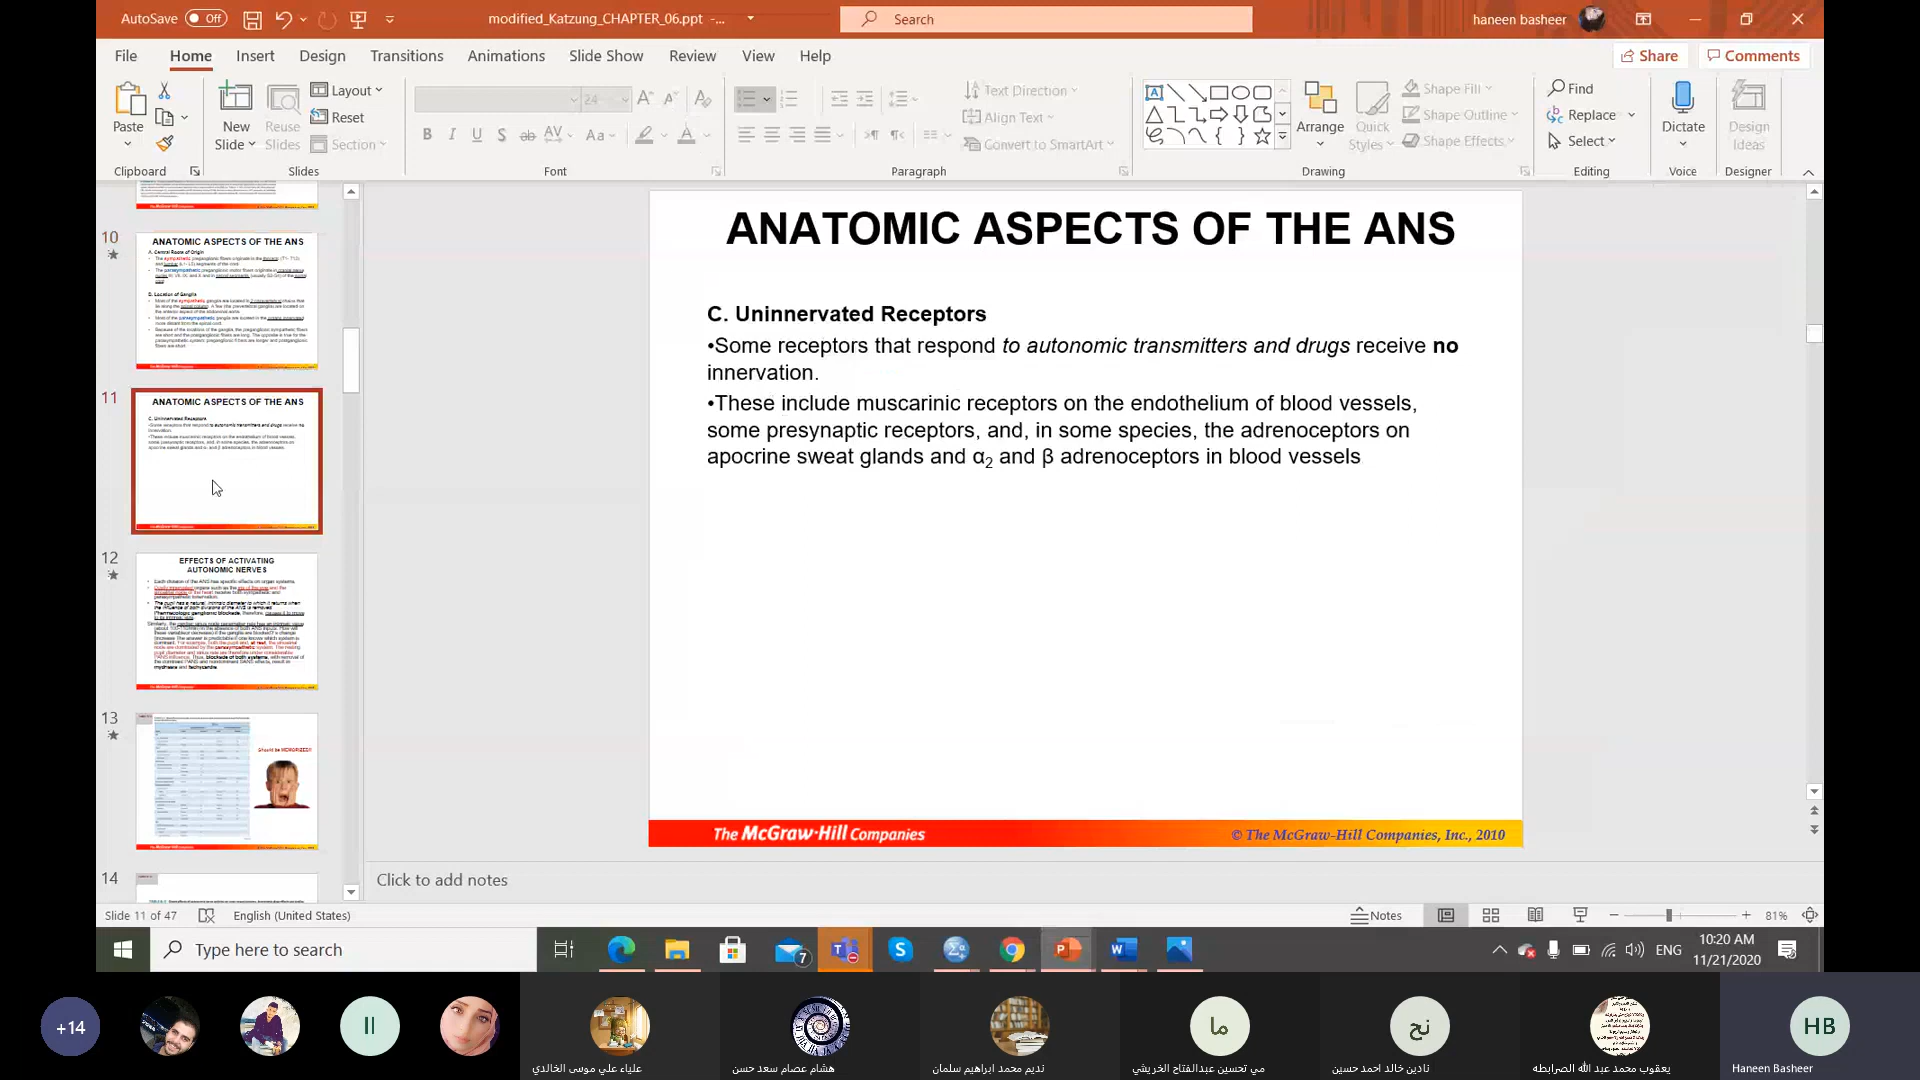 AutoSave Off modified_Katzung_CHAPTER_06.ppt -... Search haneen basheer
File Home Insert Design Transitions Animations Slide Show Review View Help Share Comments
Paste New Slide Reuse Slides Layout Reset Section 24 Text Direction Align Text Convert to SmartArt Arrange Quick Styles Shape Fill Shape Outline Shape Effects Find Replace Select Dictate Design Ideas
Clipboard Slides Font Paragraph Drawing Editing Voice Designer
10
ANATOMIC ASPECTS OF THE ANS
11
ANATOMIC ASPECTS OF THE ANS
12
EFFECTS OF ACTIVATING
AUTONOMIC NERVES
13
Should be MEMORIZED!!
14
ANATOMIC ASPECTS OF THE ANS
C. Uninnervated Receptors
•Some receptors that respond to autonomic transmitters and drugs receive no
innervation.
•These include muscarinic receptors on the endothelium of blood vessels,
some presynaptic receptors, and, in some species, the adrenoceptors on
apocrine sweat glands and α2 and β adrenoceptors in blood vessels
The McGraw-Hill Companies © The McGraw-Hill Companies, Inc., 2010
Click to add notes
Slide 11 of 47 English (United States) Notes 81%
Type here to search 7 ENG 10:20 AM
11/21/2020
+14 II ما نح HB
علياء علي موسى الخالدي هشام عصام سعد حسن نديم محمد ابراهيم سلمان مي تحسين عبدالفتاح الخريشي نادين خالد احمد حسين يعقوب محمد عبد الله الصرابطه Haneen Basheer